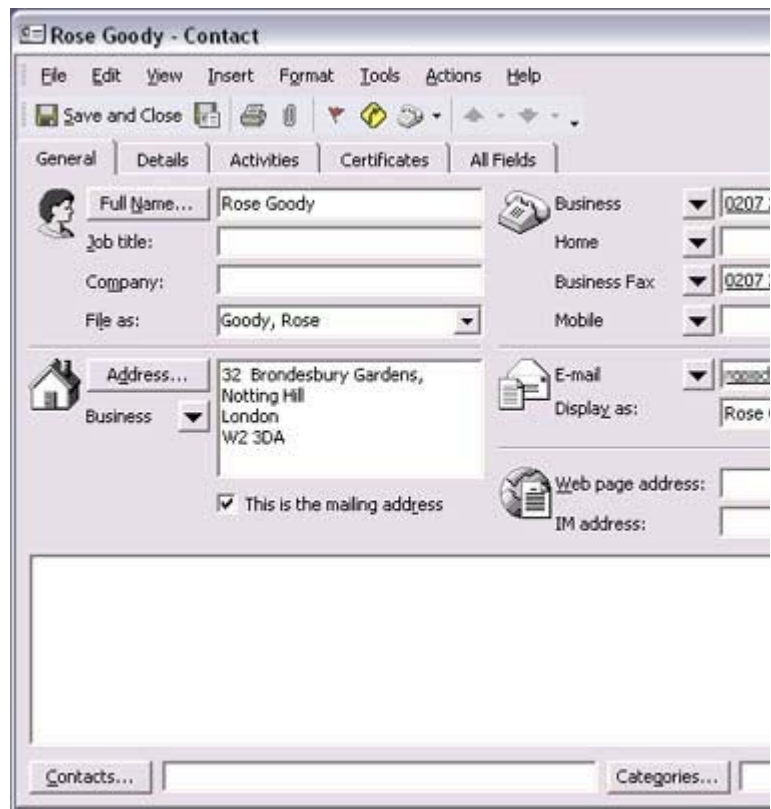 Rose Goody - Contact
File Edit View Insert Format Tools Actions Help
Save and Close
General Details Activities Certificates All Fields
Full Name... Rose Goody Business 0207
Job title: Home
Company: Business Fax 0207
File as: Goody, Rose Mobile
Address... 32 Brondesbury Gardens, E-mail
Notting Hill
Business London Display as: Rose
W2 3DA
Web page address:
This is the mailing address
IM address:
Contacts... Categories...